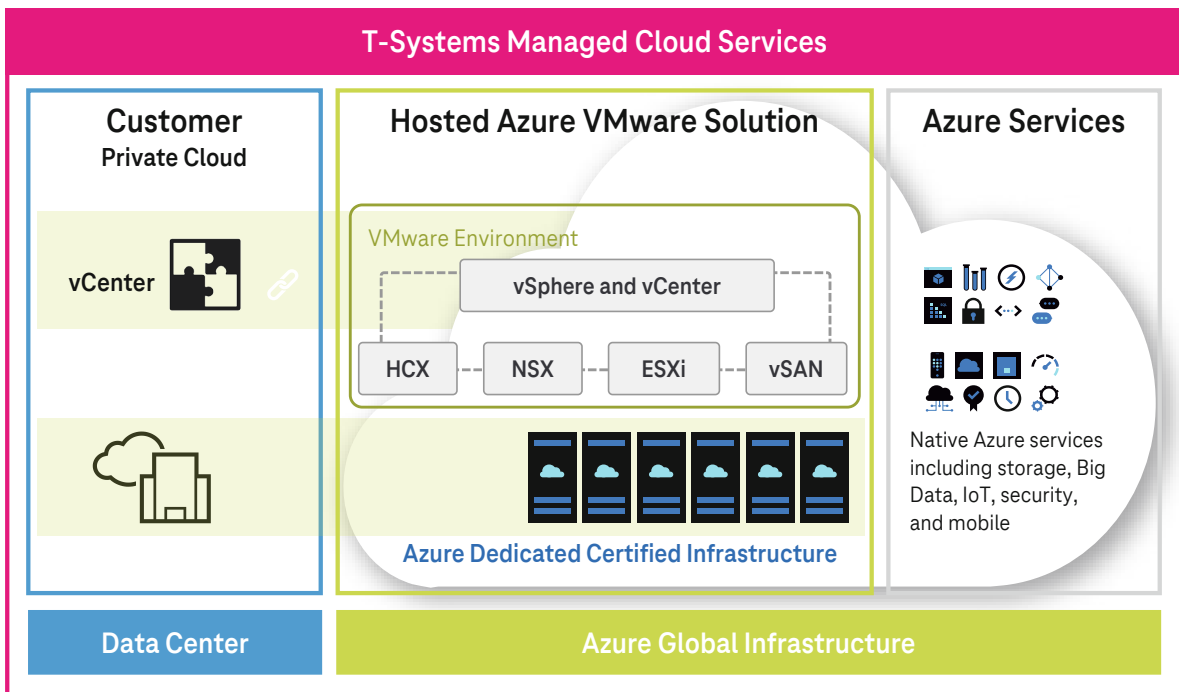 T-Systems Managed Cloud Services
Customer
Private Cloud
Hosted Azure VMware Solution
Azure Services
VMware Environment
vCenter
vSphere and vCenter
HCX
NSX
ESXi
vSAN
Native Azure services
including storage, Big
Data, IoT, security,
and mobile
Azure Dedicated Certified Infrastructure
Data Center
Azure Global Infrastructure